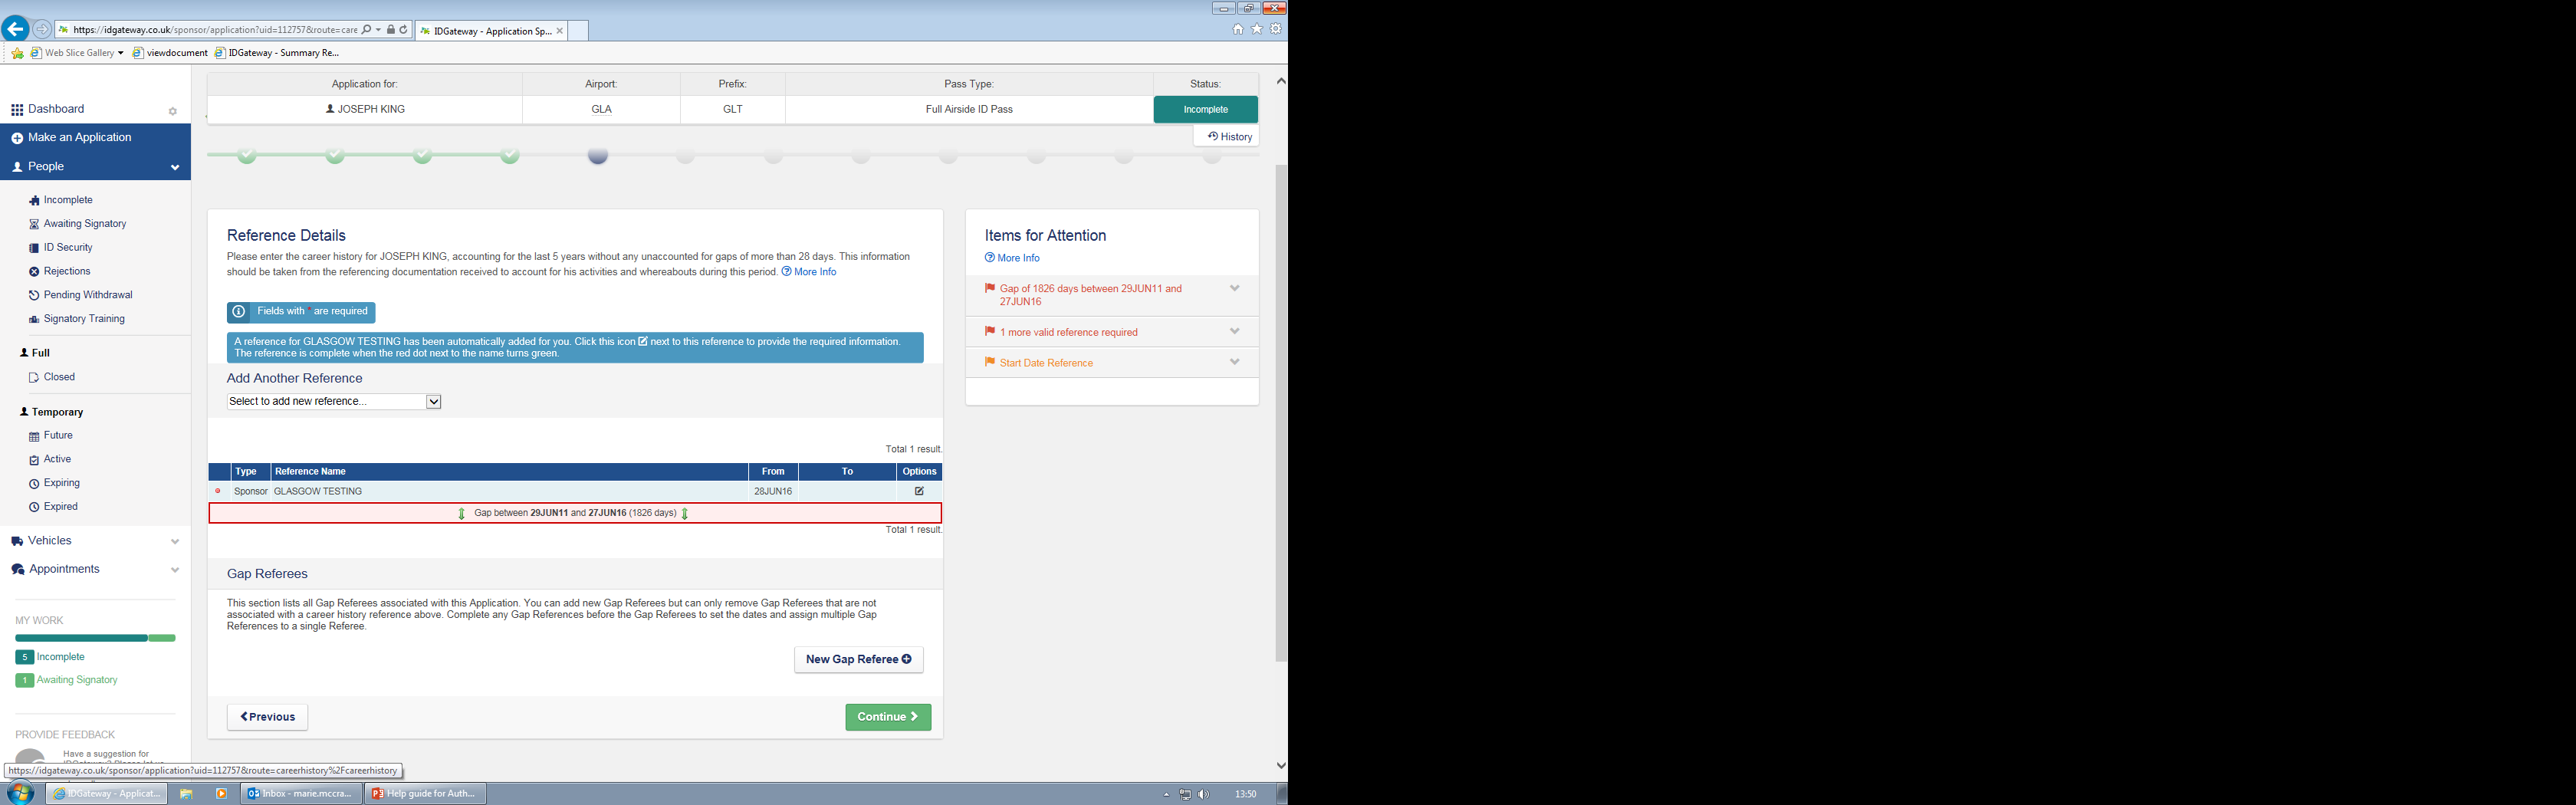 https://idgateway.co.uk/sponsor/application?uid=112757&route=care
IDGateway - Application Sp...
Web Slice Gallery
viewdocument
IDGateway - Summary Re...
Dashboard
Make an Application
People
Incomplete
Awaiting Signatory
ID Security
Rejections
Pending Withdrawal
Signatory Training
Full
Closed
Temporary
Future
Active
Expiring
Expired
Vehicles
Appointments
MY WORK
5 Incomplete
1 Awaiting Signatory
PROVIDE FEEDBACK
Have a suggestion for
Application for: Airport: Prefix: Pass Type: Status:
JOSEPH KING GLA GLT Full Airside ID Pass Incomplete
History
Reference Details
Please enter the career history for JOSEPH KING, accounting for the last 5 years without any unaccounted for gaps of more than 28 days. This information
should be taken from the referencing documentation received to account for his activities and whereabouts during this period. More Info
Fields with * are required
A reference for GLASGOW TESTING has been automatically added for you. Click this icon next to this reference to provide the required information.
The reference is complete when the red dot next to the name turns green.
Add Another Reference
Select to add new reference...
Total 1 result.
Type Reference Name From To Options
Sponsor GLASGOW TESTING 28JUN16
Gap between 29JUN11 and 27JUN16 (1826 days)
Total 1 result.
Gap Referees
This section lists all Gap Referees associated with this Application. You can add new Gap Referees but can only remove Gap Referees that are not
associated with a career history reference above. Complete any Gap References before the Gap Referees to set the dates and assign multiple Gap
References to a single Referee.
New Gap Referee
Previous
Continue
Items for Attention
More Info
Gap of 1826 days between 29JUN11 and
27JUN16
1 more valid reference required
Start Date Reference
https://idgateway.co.uk/sponsor/application?uid=112757&route=careerhistory%2Fcareerhistory
IDGateway - Applicat...
Inbox - marie.mccra...
Help guide for Auth...
13:50